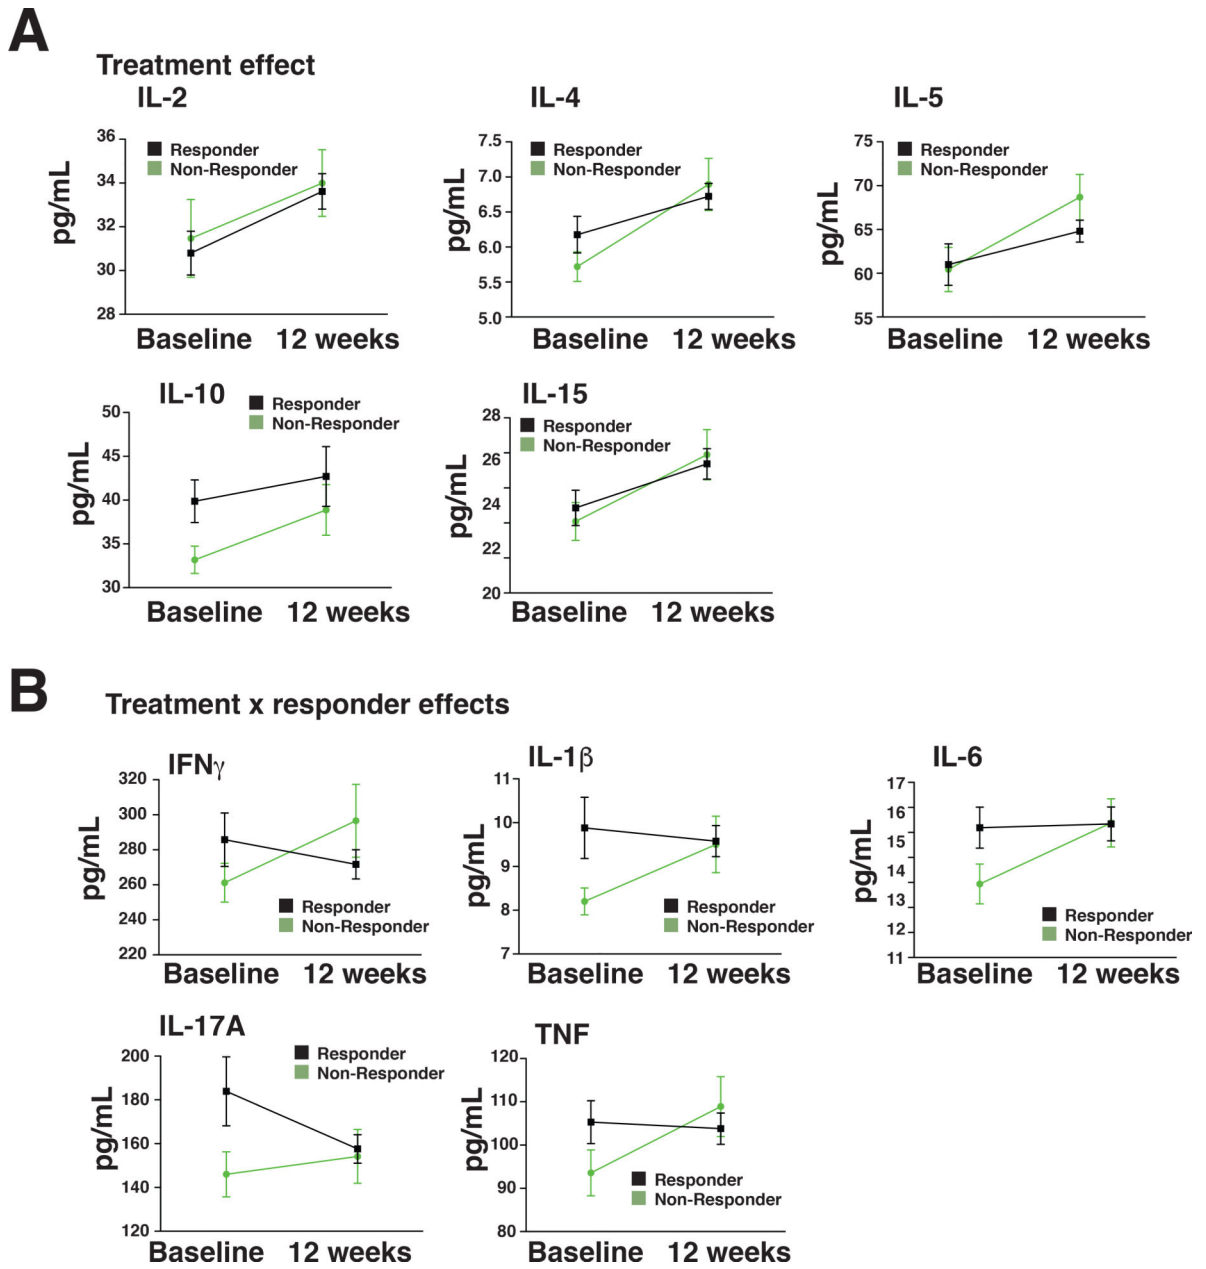 A
Treatment effect
IL-2
36
34
32
30
28
pg/mL
Responder
Non-Responder
Baseline 12 weeks
IL-4
7.5
7.0
6.5
6.0
5.5
5.0
pg/mL
Responder
Non-Responder
Baseline 12 weeks
IL-5
75
70
65
60
55
pg/mL
Responder
Non-Responder
Baseline 12 weeks
IL-10
50
45
40
35
30
pg/mL
Responder
Non-Responder
Baseline 12 weeks
IL-15
28
26
24
22
20
pg/mL
Responder
Non-Responder
Baseline 12 weeks
B
Treatment x responder effects
IFNγ
320
300
280
260
240
220
pg/mL
Responder
Non-Responder
Baseline 12 weeks
IL-1β
11
10
9
8
7
pg/mL
Responder
Non-Responder
Baseline 12 weeks
IL-6
17
16
15
14
13
12
11
pg/mL
Responder
Non-Responder
Baseline 12 weeks
IL-17A
200
180
160
140
120
pg/mL
Responder
Non-Responder
Baseline 12 weeks
TNF
120
110
100
90
80
pg/mL
Responder
Non-Responder
Baseline 12 weeks